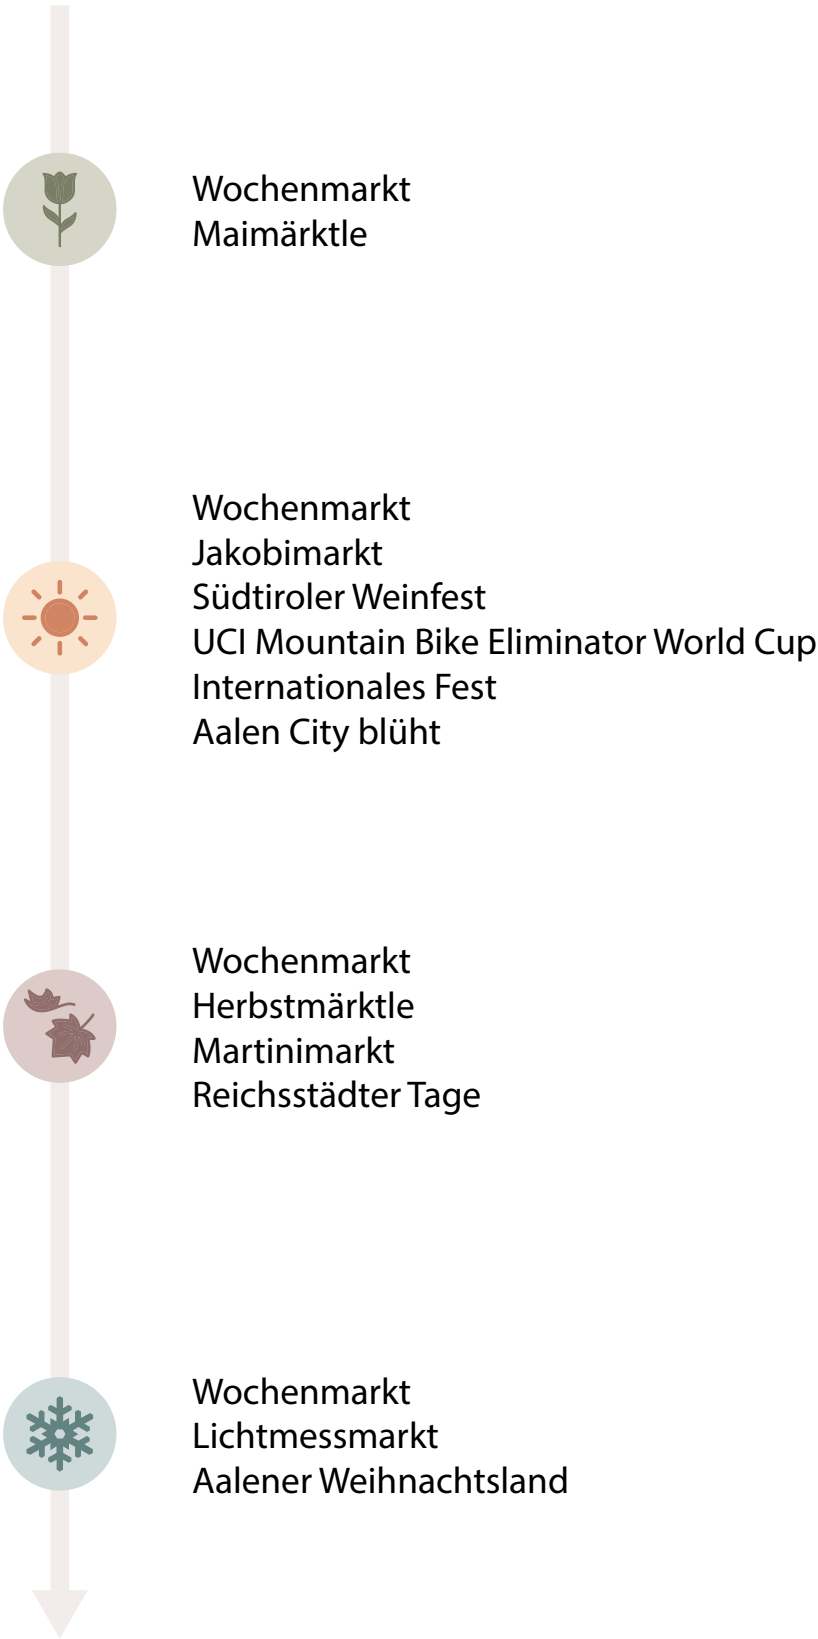 Wochenmarkt
Maimärktle
Wochenmarkt
Jakobimarkt
Südtiroler Weinfest
UCI Mountain Bike Eliminator World Cup
Internationales Fest
Aalen City blüht
Wochenmarkt
Herbstmärktle
Martinimarkt
Reichsstädter Tage
Wochenmarkt
Lichtmessmarkt
Aalener Weihnachtsland